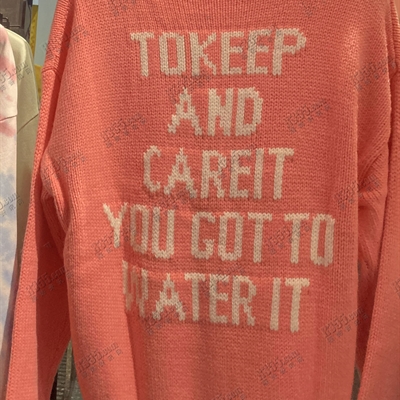 TOKEEP
AND
CAREIT
YOU GOT TO
WATER IT